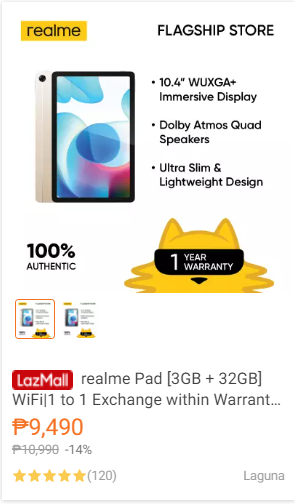 realme
FLAGSHIP STORE
• 10.4” WUXGA+
Immersive Display
• Dolby Atmos Quad
Speakers
• Ultra Slim &
Lightweight Design
100%
AUTHENTIC
1 YEAR
WARRANTY
LazMall realme Pad [3GB + 32GB]
WiFi|1 to 1 Exchange within Warrant...
₱9,490
₱10,990 -14%
(120)
Laguna